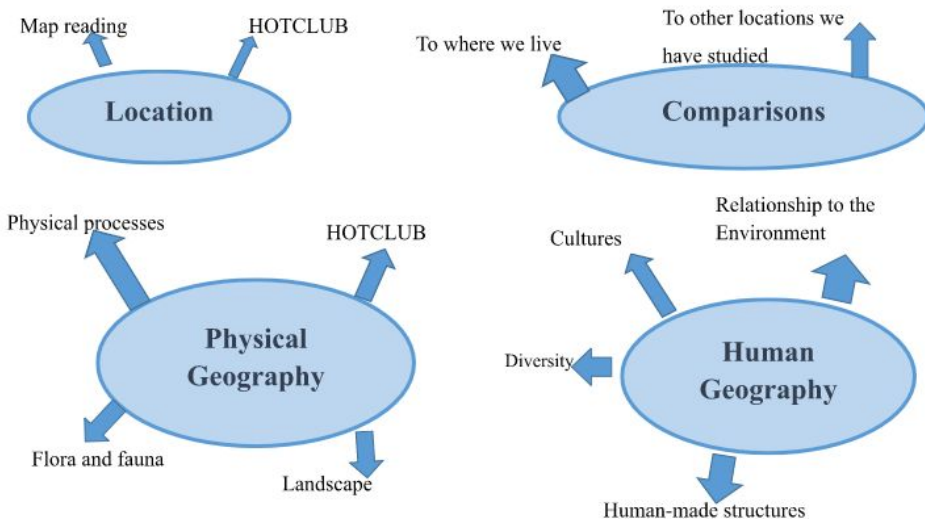 Map reading
HOTCLUB
Location
To other locations we
have studied
To where we live
Comparisons
Physical processes
HOTCLUB
Physical
Geography
Flora and fauna
Landscape
Relationship to the
Environment
Cultures
Diversity
Human
Geography
Human-made structures